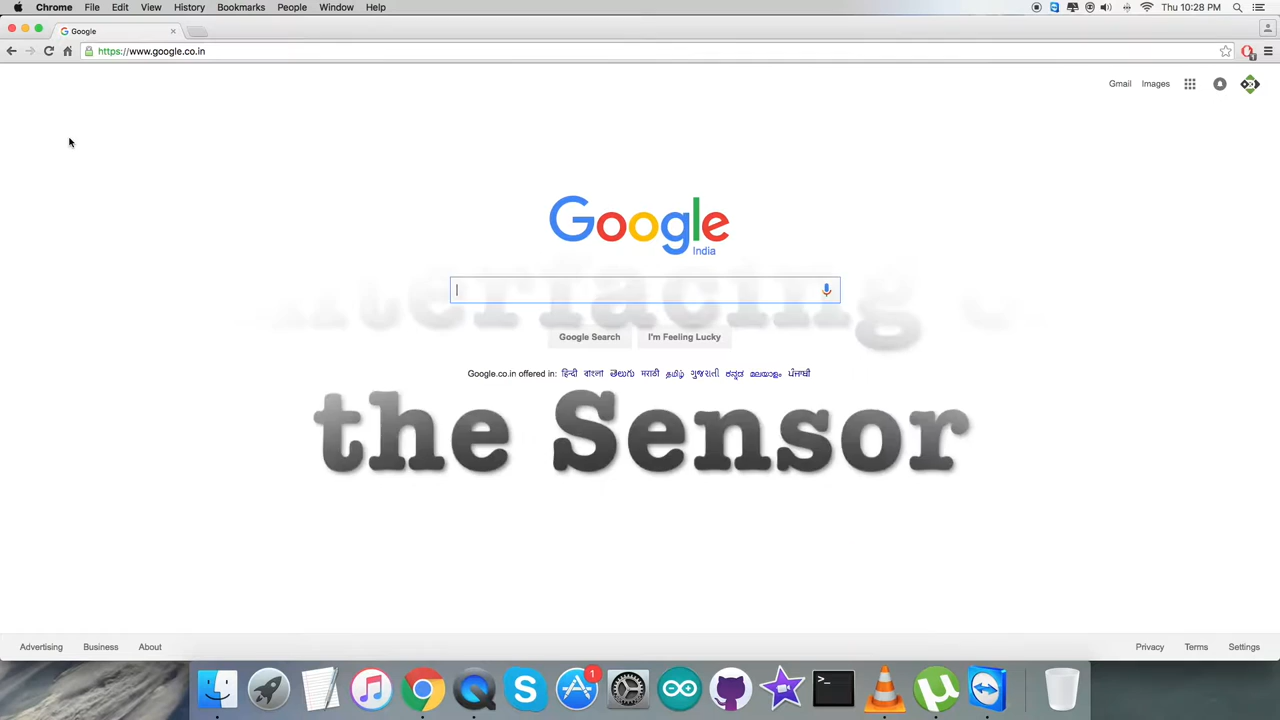 Chrome File Edit View History Bookmarks People Window Help Thu 10:28 PM
Google
https://www.google.co.in
Gmail Images
Google
India
Google Search I'm Feeling Lucky
Google.co.in offered in: हिन्दी বাংলা తెలుగు मराठी தமிழ் ગુજરાતી ಕನ್ನಡ മലയാളം ਪੰਜਾਬੀ
the Sensor
Advertising Business About Privacy Terms Settings
1